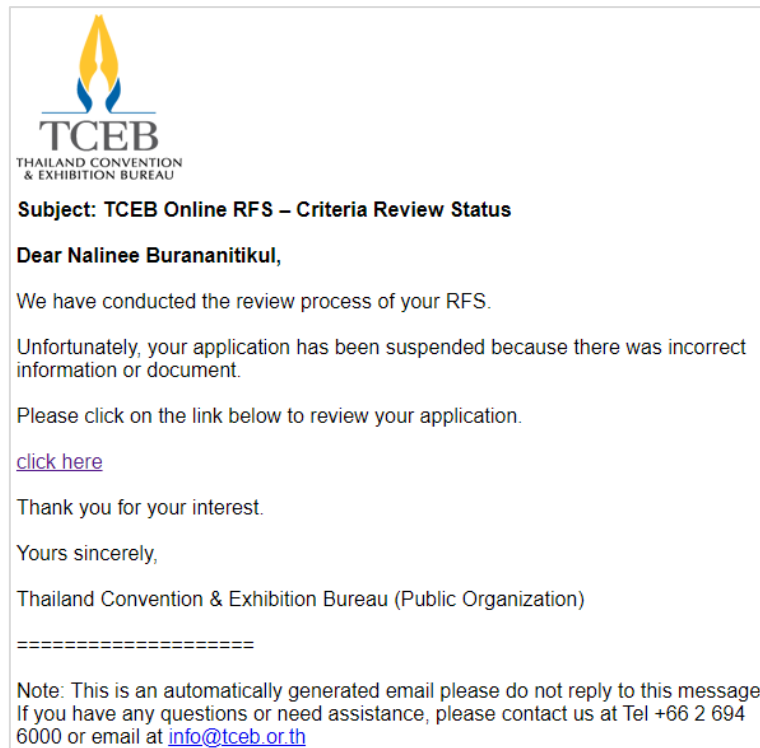 TCEB
THAILAND CONVENTION
& EXHIBITION BUREAU
Subject: TCEB Online RFS – Criteria Review Status
Dear Nalinee Burananitikul,
We have conducted the review process of your RFS.
Unfortunately, your application has been suspended because there was incorrect
information or document.
Please click on the link below to review your application.
click here
Thank you for your interest.
Yours sincerely,
Thailand Convention & Exhibition Bureau (Public Organization)
====================
Note: This is an automatically generated email please do not reply to this message
If you have any questions or need assistance, please contact us at Tel +66 2 694
6000 or email at info@tceb.or.th